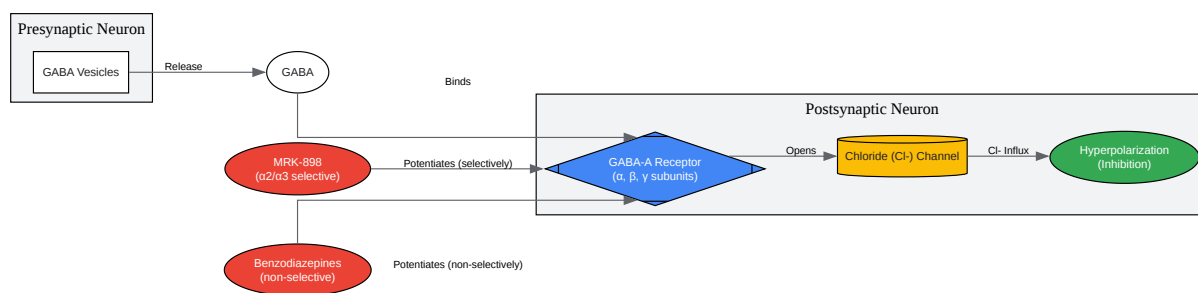 Presynaptic Neuron
GABA Vesicles
Release
GABA
Binds
Postsynaptic Neuron
MRK-898
(α2/α3 selective)
Potentiates (selectively)
GABA-A Receptor
(α, β, γ subunits)
Opens
Chloride (Cl-) Channel
Cl- Influx
Hyperpolarization
(Inhibition)
Benzodiazepines
(non-selective)
Potentiates (non-selectively)